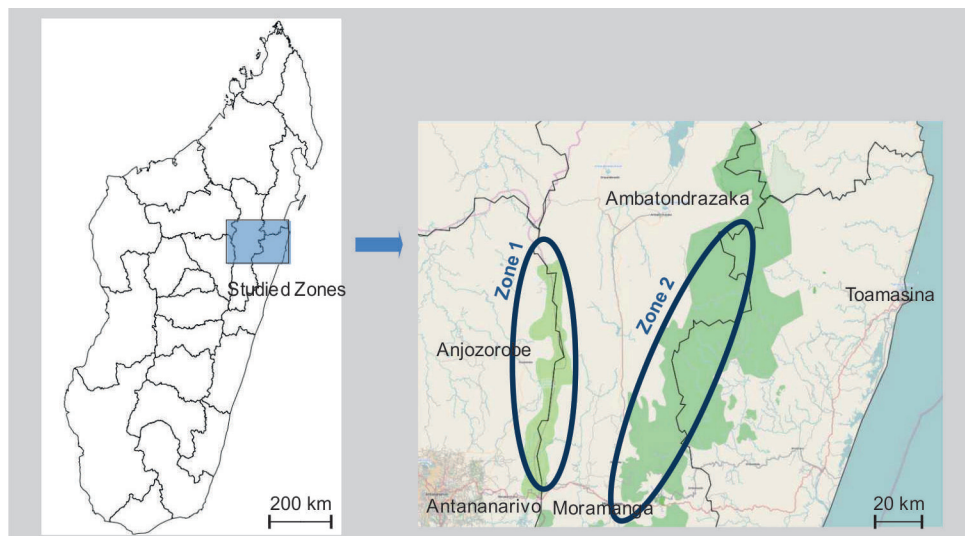 Studied Zones
200 km
Ambatondrazaka
Zone 1
Zone 2
Toamasina
Anjozorobe
Antananarivo
Moramanga
20 km